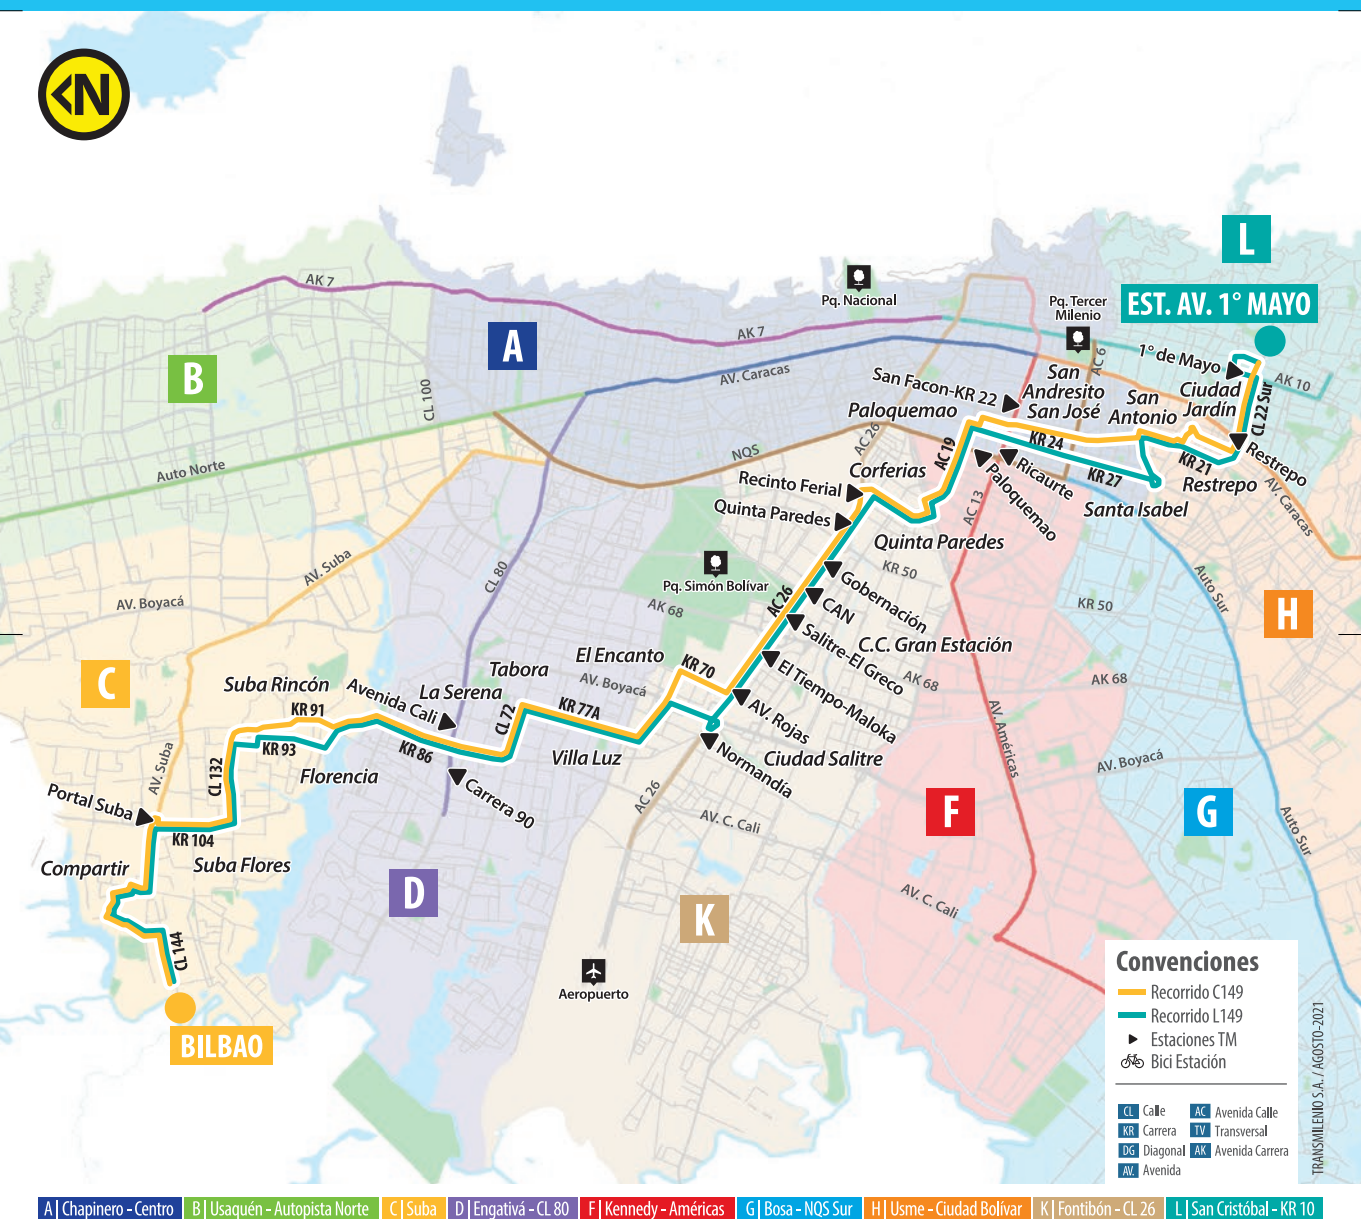 N
AK 7
Pq. Nacional
Pq. Tercer
Milenio
L
EST. AV. 1° MAYO
A
AK 7
AC 6
1° de Mayo
AK 10
B
CL 100
AV. Caracas
San Facon-KR 22
San
Andresito
San José
San
Antonio
Ciudad
Jardín
CL 22 Sur
Paloquemao
AC 26
AC 19
KR 24
KR 27
KR 21
Restrepo
Restrepo
Auto Norte
NQS
Corferias
Recinto Ferial
Quinta Paredes
Ricaurte
Paloquemao
AC 13
Santa Isabel
AV. Caracas
Quinta Paredes
AV. Suba
CL 80
Pq. Simón Bolívar
KR 50
Gobernación
CAN
Auto Sur
AV. Boyacá
AK 68
AC26
KR 50
H
Salitre-El Greco
C.C. Gran Estación
C
Tabora
El Encanto
KR 70
El Tiempo-Maloka
AK 68
AK 68
Suba Rincón
Avenida Cali
La Serena
AV. Boyacá
KR 91
KR 77A
CL 72
AV. Rojas
AV. Américas
KR 93
KR 86
Villa Luz
Normandía
Ciudad Salitre
AV. Boyacá
AV. Suba
CL 132
Florencia
Carrera 90
AC 26
Portal Suba
KR 104
AV. C. Cali
F
G
Auto Sur
Compartir
Suba Flores
D
K
AV. C. Cali
CL 144
Aeropuerto
BILBAO
Convenciones
Recorrido C149
Recorrido L149
Estaciones TM
Bici Estación
CL Calle
AC Avenida Calle
KR Carrera
TV Transversal
DG Diagonal
AK Avenida Carrera
AV. Avenida
TRANSMILENIO S.A. / AGOSTO-2021
A | Chapinero - Centro
B | Usaquén - Autopista Norte
C | Suba
D | Engativá - CL 80
F | Kennedy - Américas
G | Bosa - NQS Sur
H | Usme - Ciudad Bolívar
K | Fontibón - CL 26
L | San Cristóbal - KR 10